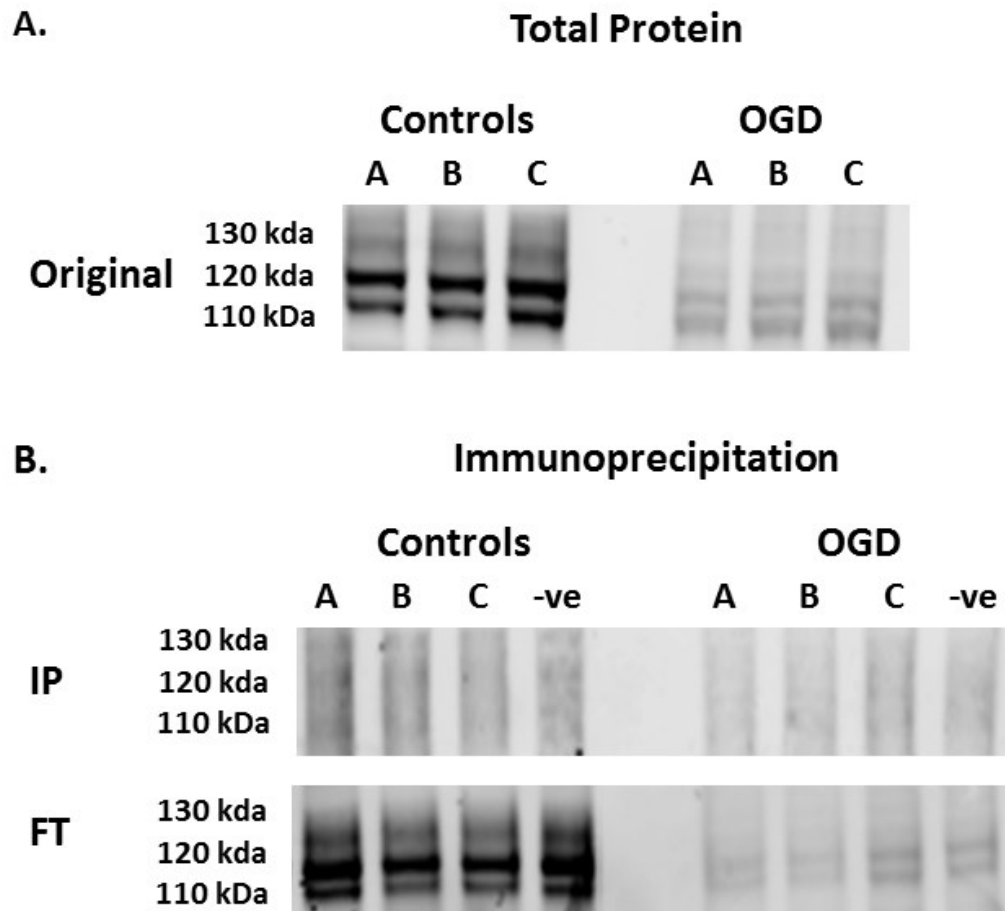 A.
Total Protein
Controls OGD
A B C A B C
Original
130 kda
120 kda
110 kDa
B.
Immunoprecipitation
Controls OGD
A B C -ve A B C -ve
IP
130 kda
120 kda
110 kDa
FT
130 kda
120 kda
110 kDa